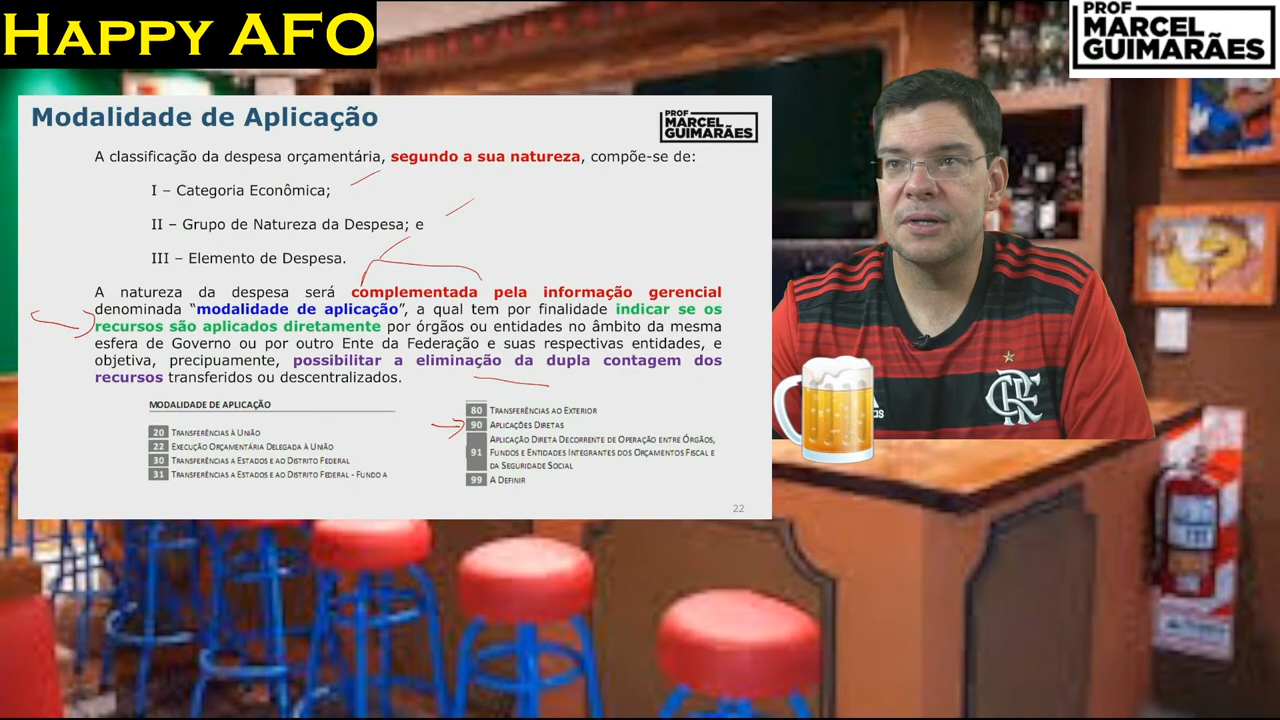 HAPPY AFO
PROF
MARCEL
GUIMARÃES
Modalidade de Aplicação
PROF
MARCEL
GUIMARÃES
A classificação da despesa orçamentária, segundo a sua natureza, compõe-se de:
I – Categoria Econômica;
II – Grupo de Natureza da Despesa; e
III – Elemento de Despesa.
A natureza da despesa será complementada pela informação gerencial
denominada “modalidade de aplicação”, a qual tem por finalidade indicar se os
recursos são aplicados diretamente por órgãos ou entidades no âmbito da mesma
esfera de Governo ou por outro Ente da Federação e suas respectivas entidades, e
objetiva, precipuamente, possibilitar a eliminação da dupla contagem dos
recursos transferidos ou descentralizados.
MODALIDADE DE APLICAÇÃO
20 TRANSFERÊNCIAS À UNIÃO
22 EXECUÇÃO ORÇAMENTÁRIA DELEGADA À UNIÃO
30 TRANSFERÊNCIAS A ESTADOS E AO DISTRITO FEDERAL
31 TRANSFERÊNCIAS A ESTADOS E AO DISTRITO FEDERAL - FUNDO A
80 TRANSFERÊNCIAS AO EXTERIOR
90 APLICAÇÕES DIRETAS
91 APLICAÇÃO DIRETA DECORRENTE DE OPERAÇÃO ENTRE ÓRGÃOS,
FUNDOS E ENTIDADES INTEGRANTES DOS ORÇAMENTOS FISCAL E
DA SEGURIDADE SOCIAL
99 A DEFINIR
22
CRF